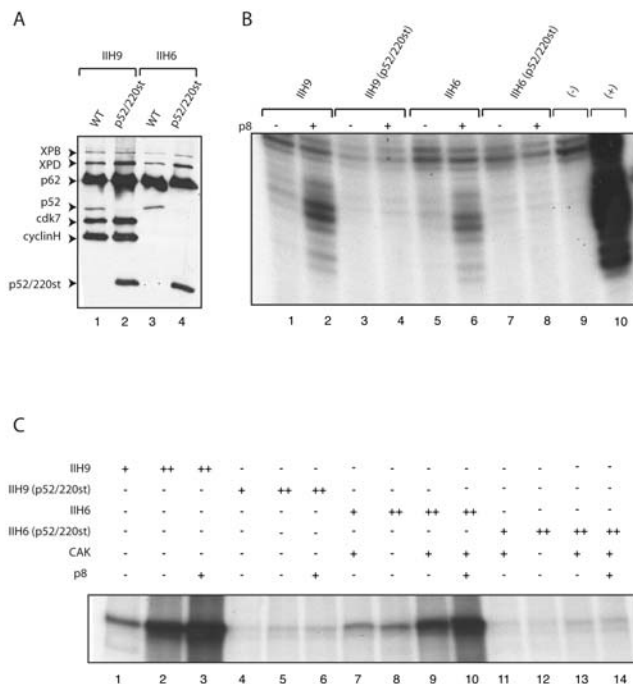 A
IIH9 IIH6
WT p52/220st WT p52/220st
XPB
XPD
p62
p52
cdk7
cyclinH
p52/220st
1 2 3 4
B
IIH9 IIH9 (p52/220st) IIH6 IIH6 (p52/220st) (-) (+)
p8 - + - + - + - +
1 2 3 4 5 6 7 8 9 10
C
IIH9 + ++ ++ - - - - - - - - - - -
IIH9 (p52/220st) - - - + ++ ++ - - - - - - - -
IIH6 - - - - - - + ++ ++ ++ - - - -
IIH6 (p52/220st) - - - - - - - - - - + ++ ++ ++
CAK - - - - - - + - + + + - + +
p8 - - + - - + - - - + - - - +
1 2 3 4 5 6 7 8 9 10 11 12 13 14